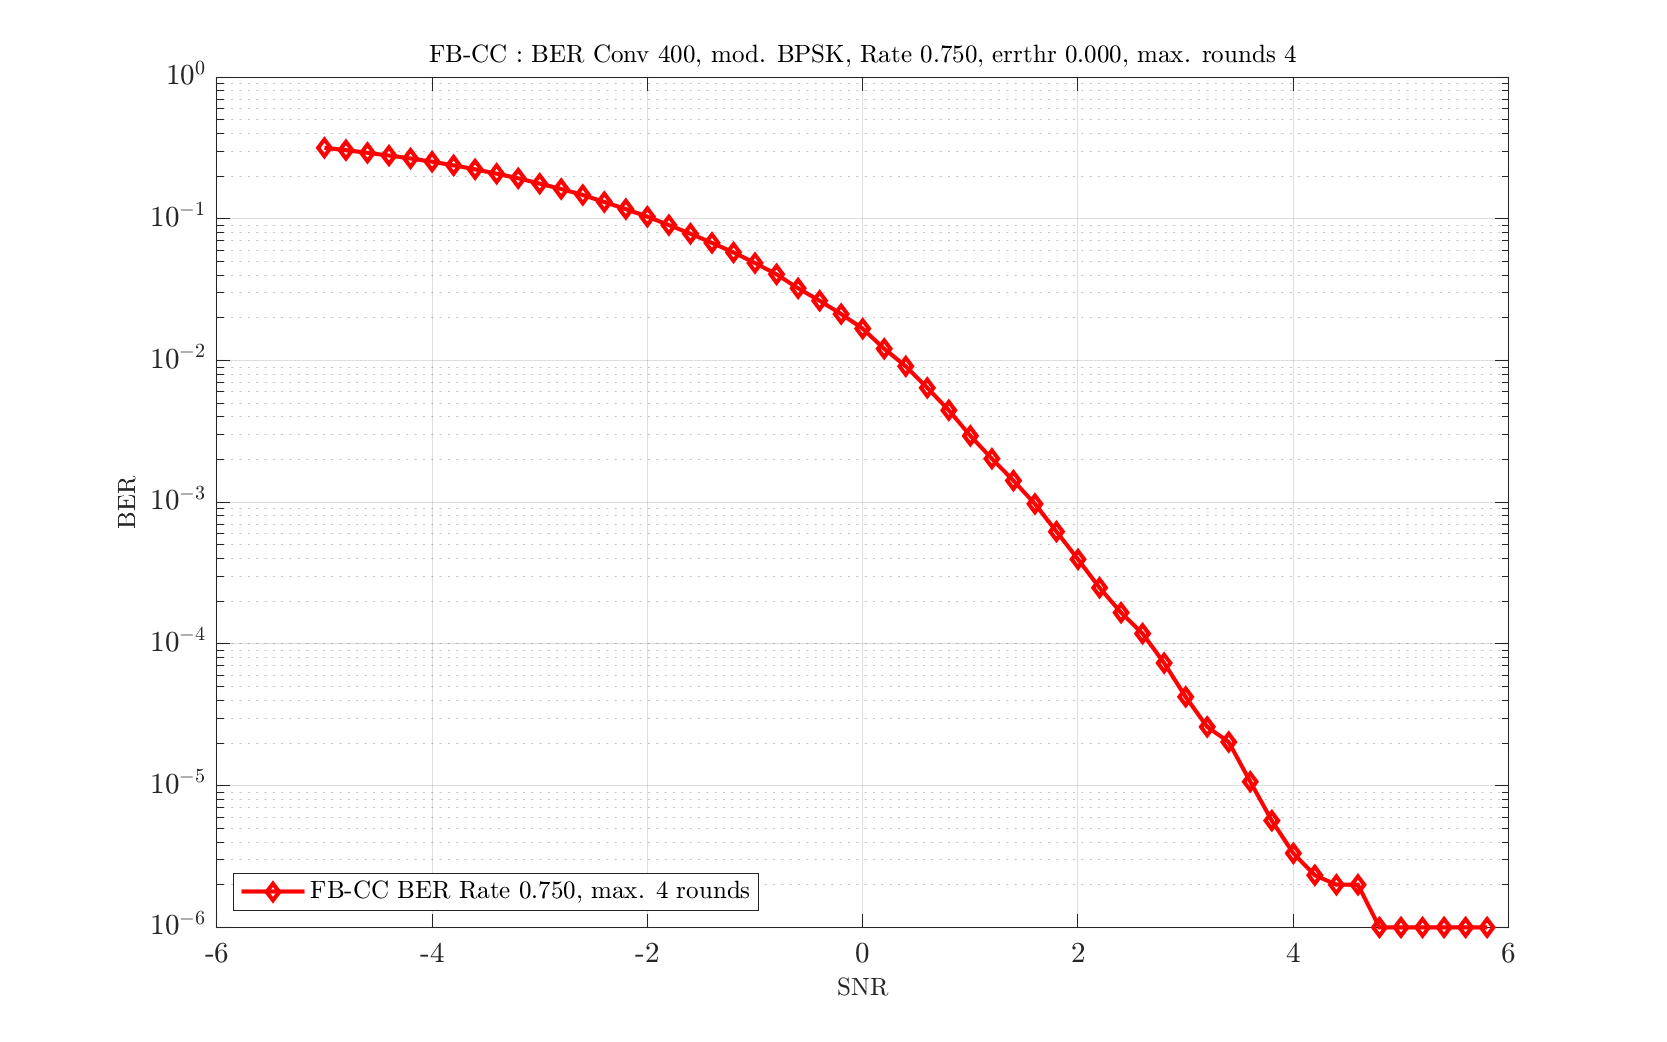 FB-CC : BER Conv 400, mod. BPSK, Rate 0.750, errthr 0.000, max. rounds 4
10^0
10^-1
10^-2
10^-3
10^-4
10^-5
10^-6
BER
FB-CC BER Rate 0.750, max. 4 rounds
-6 -4 -2 0 2 4 6
SNR